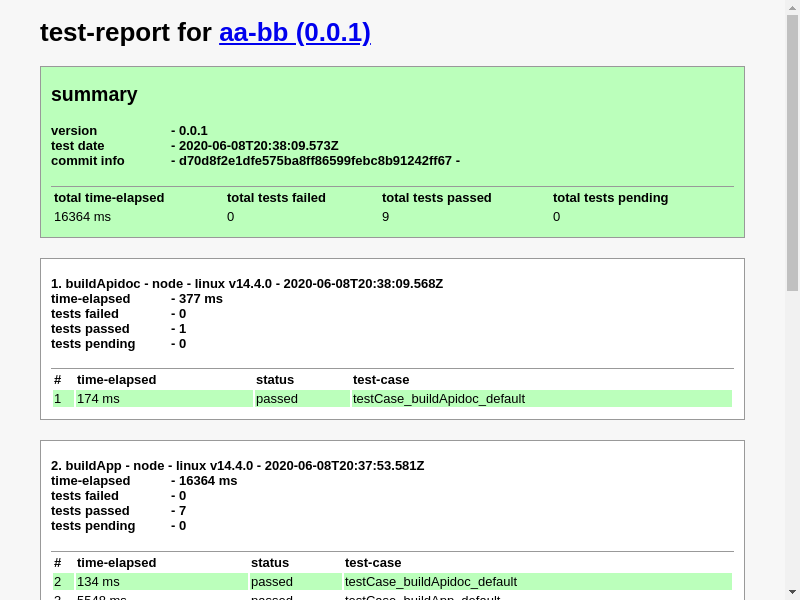 test-report for aa-bb (0.0.1)
summary
version - 0.0.1
test date - 2020-06-08T20:38:09.573Z
commit info - d70d8f2e1dfe575ba8ff86599febc8b91242ff67 -
total time-elapsed total tests failed total tests passed total tests pending
16364 ms 0 9 0
1. buildApidoc - node - linux v14.4.0 - 2020-06-08T20:38:09.568Z
time-elapsed - 377 ms
tests failed - 0
tests passed - 1
tests pending - 0
# time-elapsed status test-case
1 174 ms passed testCase_buildApidoc_default
2. buildApp - node - linux v14.4.0 - 2020-06-08T20:37:53.581Z
time-elapsed - 16364 ms
tests failed - 0
tests passed - 7
tests pending - 0
# time-elapsed status test-case
2 134 ms passed testCase_buildApidoc_default
3 5548 ms passed testCase_buildApp_default